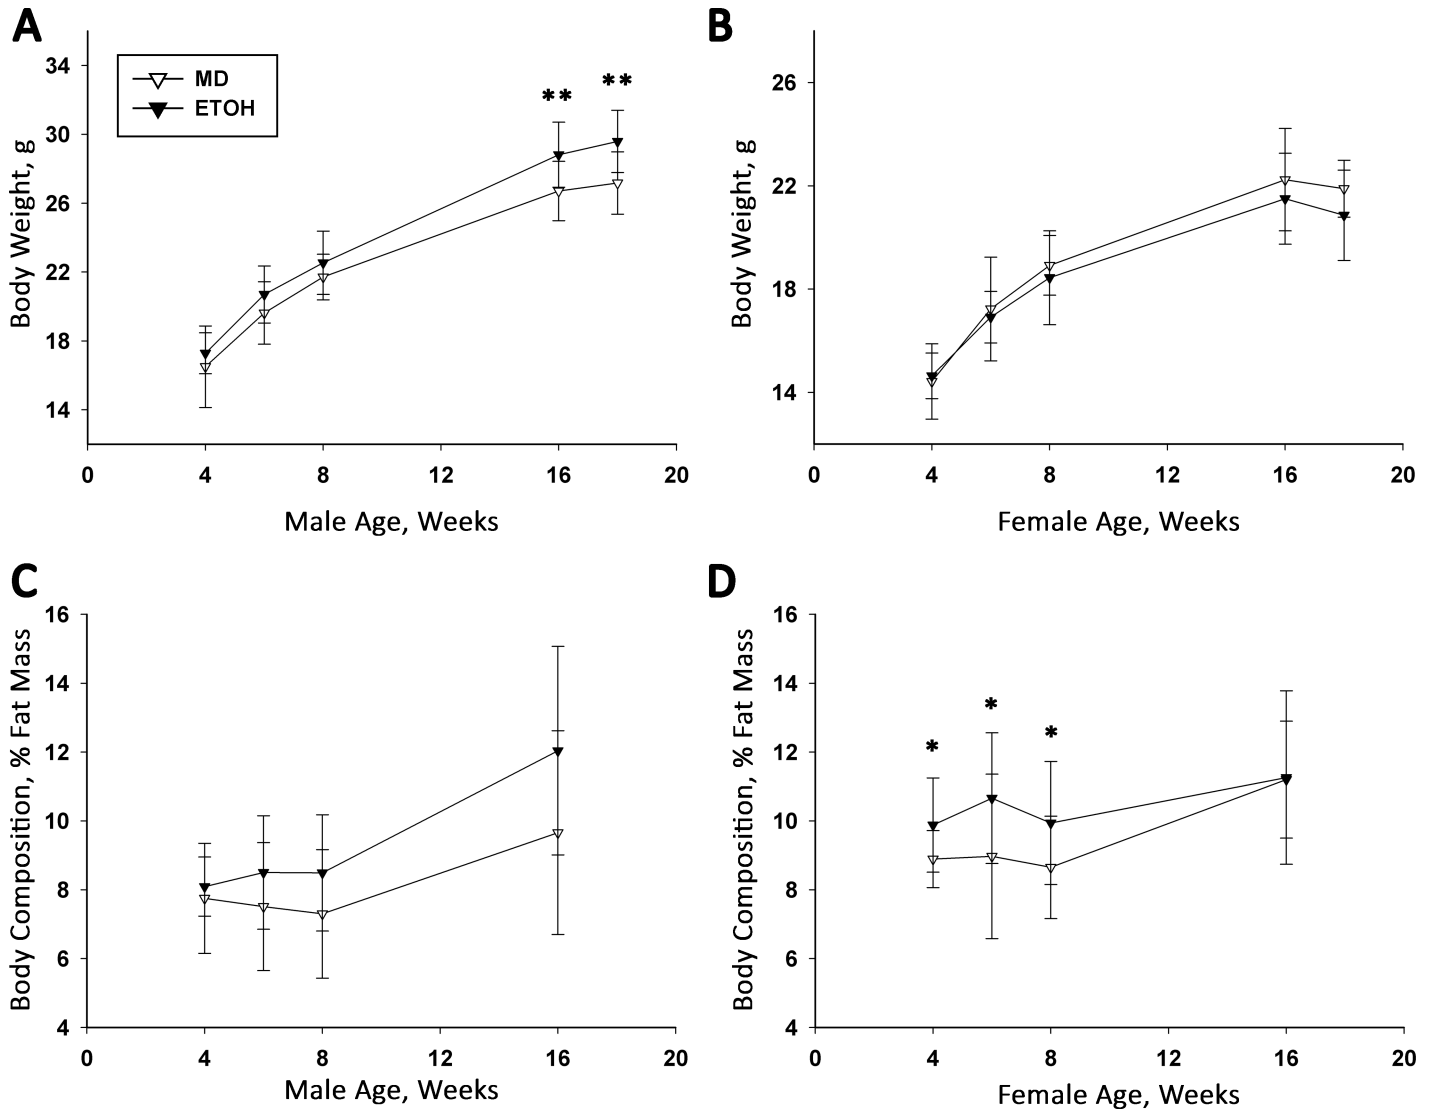 A
34
30
26
22
18
14
Body Weight, g
MD
ETOH
**
**
0 4 8 12 16 20
Male Age, Weeks
B
26
22
18
14
Body Weight, g
0 4 8 12 16 20
Female Age, Weeks
C
16
14
12
10
8
6
4
Body Composition, % Fat Mass
0 4 8 12 16 20
Male Age, Weeks
D
16
14
12
10
8
6
4
Body Composition, % Fat Mass
*
*
*
0 4 8 12 16 20
Female Age, Weeks